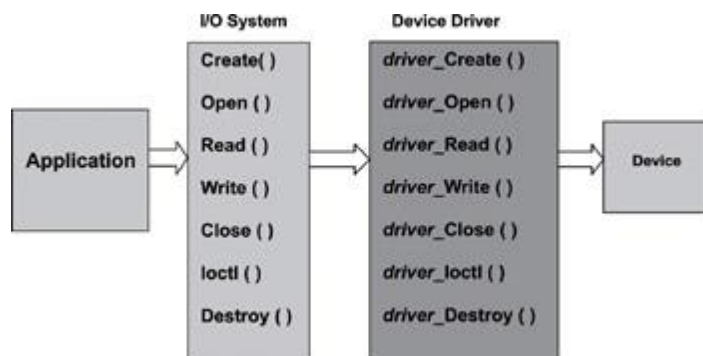 I/O System
Device Driver
Application
Create( )
Open ( )
Read ( )
Write ( )
Close ( )
Ioctl ( )
Destroy ( )
driver_Create ( )
driver_Open ( )
driver_Read ( )
driver_Write ( )
driver_Close ( )
driver_Ioctl ( )
driver_Destroy ( )
Device